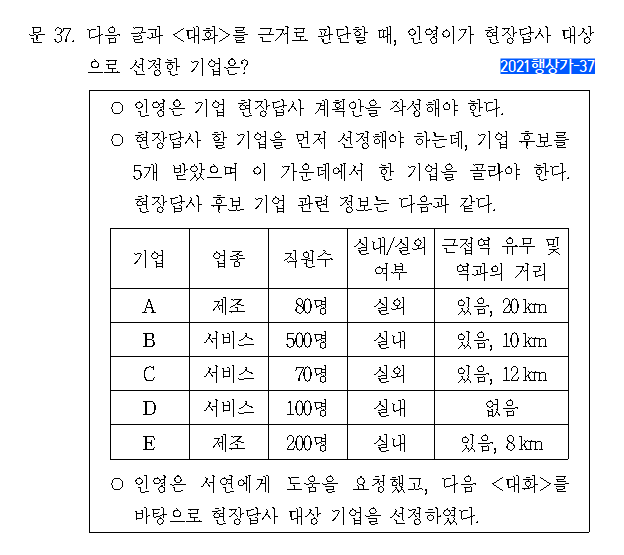 문 37. 다음 글과 <대화>를 근거로 판단할 때, 인영이가 현장답사 대상
으로 선정한 기업은?
2021행상가-37
○ 인영은 기업 현장답사 계획안을 작성해야 한다.
○ 현장답사 할 기업을 먼저 선정해야 하는데, 기업 후보를
5개 받았으며 이 가운데에서 한 기업을 골라야 한다.
현장답사 후보 기업 관련 정보는 다음과 같다.
기업 업종 직원수 실내/실외 여부 근접역 유무 및 역과의 거리
A 제조 80명 실외 있음, 20km
B 서비스 500명 실내 있음, 10km
C 서비스 70명 실외 있음, 12km
D 서비스 100명 실내 없음
E 제조 200명 실내 있음, 8km
○ 인영은 서연에게 도움을 요청했고, 다음 <대화>를
바탕으로 현장답사 대상 기업을 선정하였다.